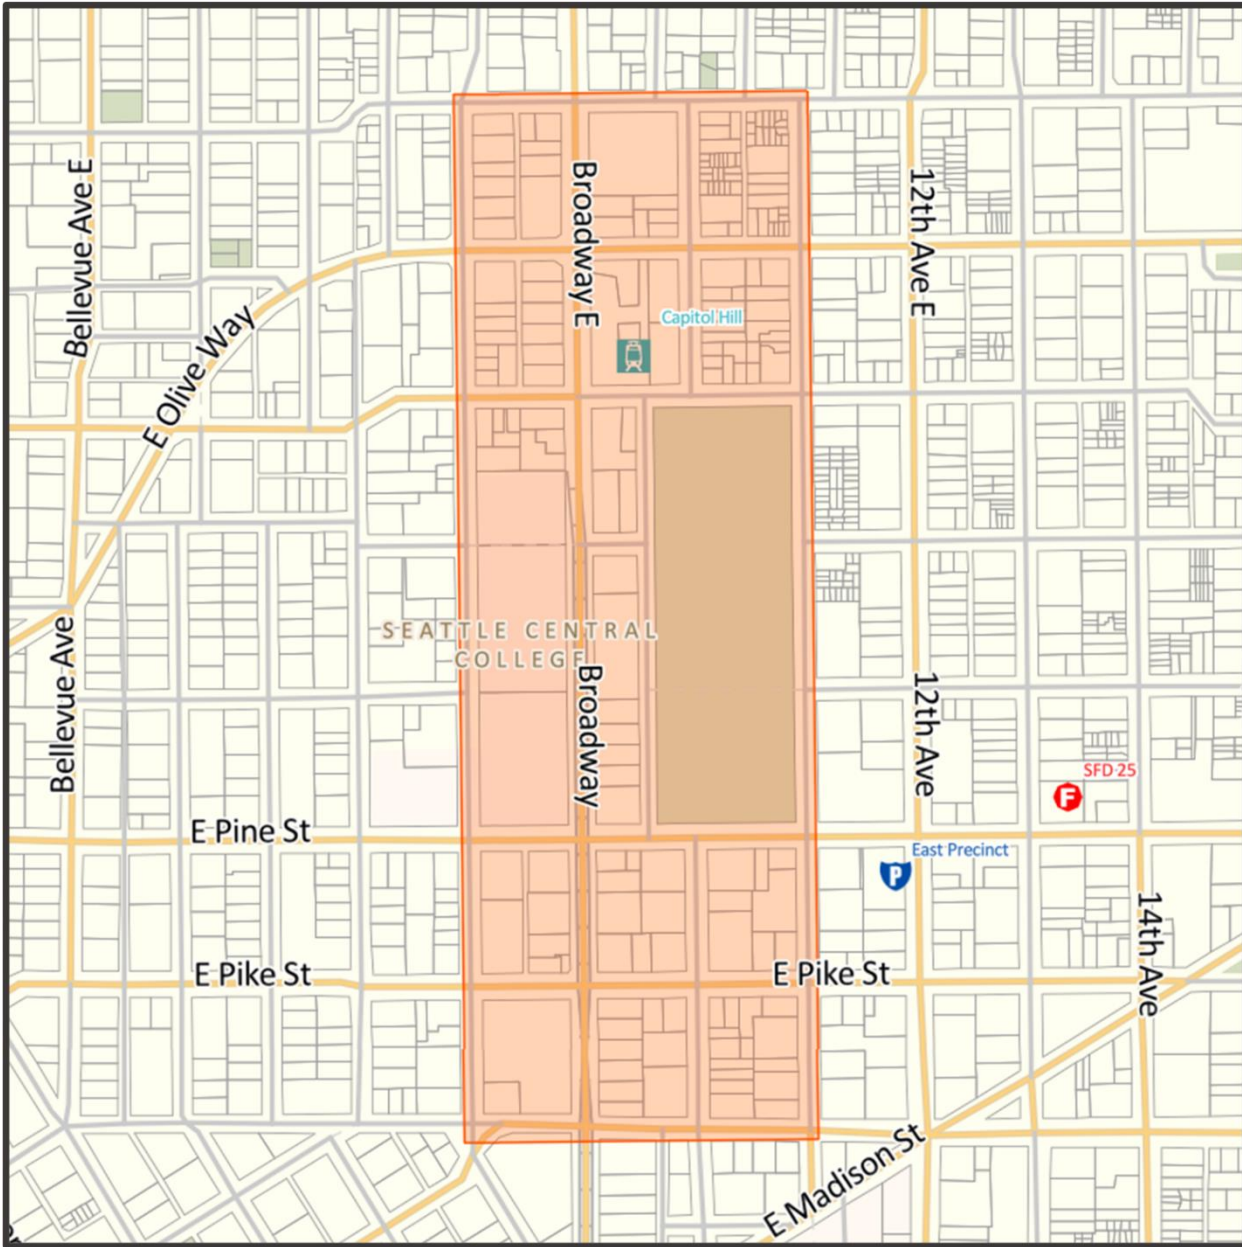 Bellevue Ave E
Broadway E
12th Ave E
E Olive Way
Capitol Hill
SEATTLE CENTRAL
COLLEGE
Bellevue Ave
Broadway
12th Ave
SFD 25
F
E Pine St
East Precinct
P
14th Ave
E Pike St
E Pike St
E Madison St